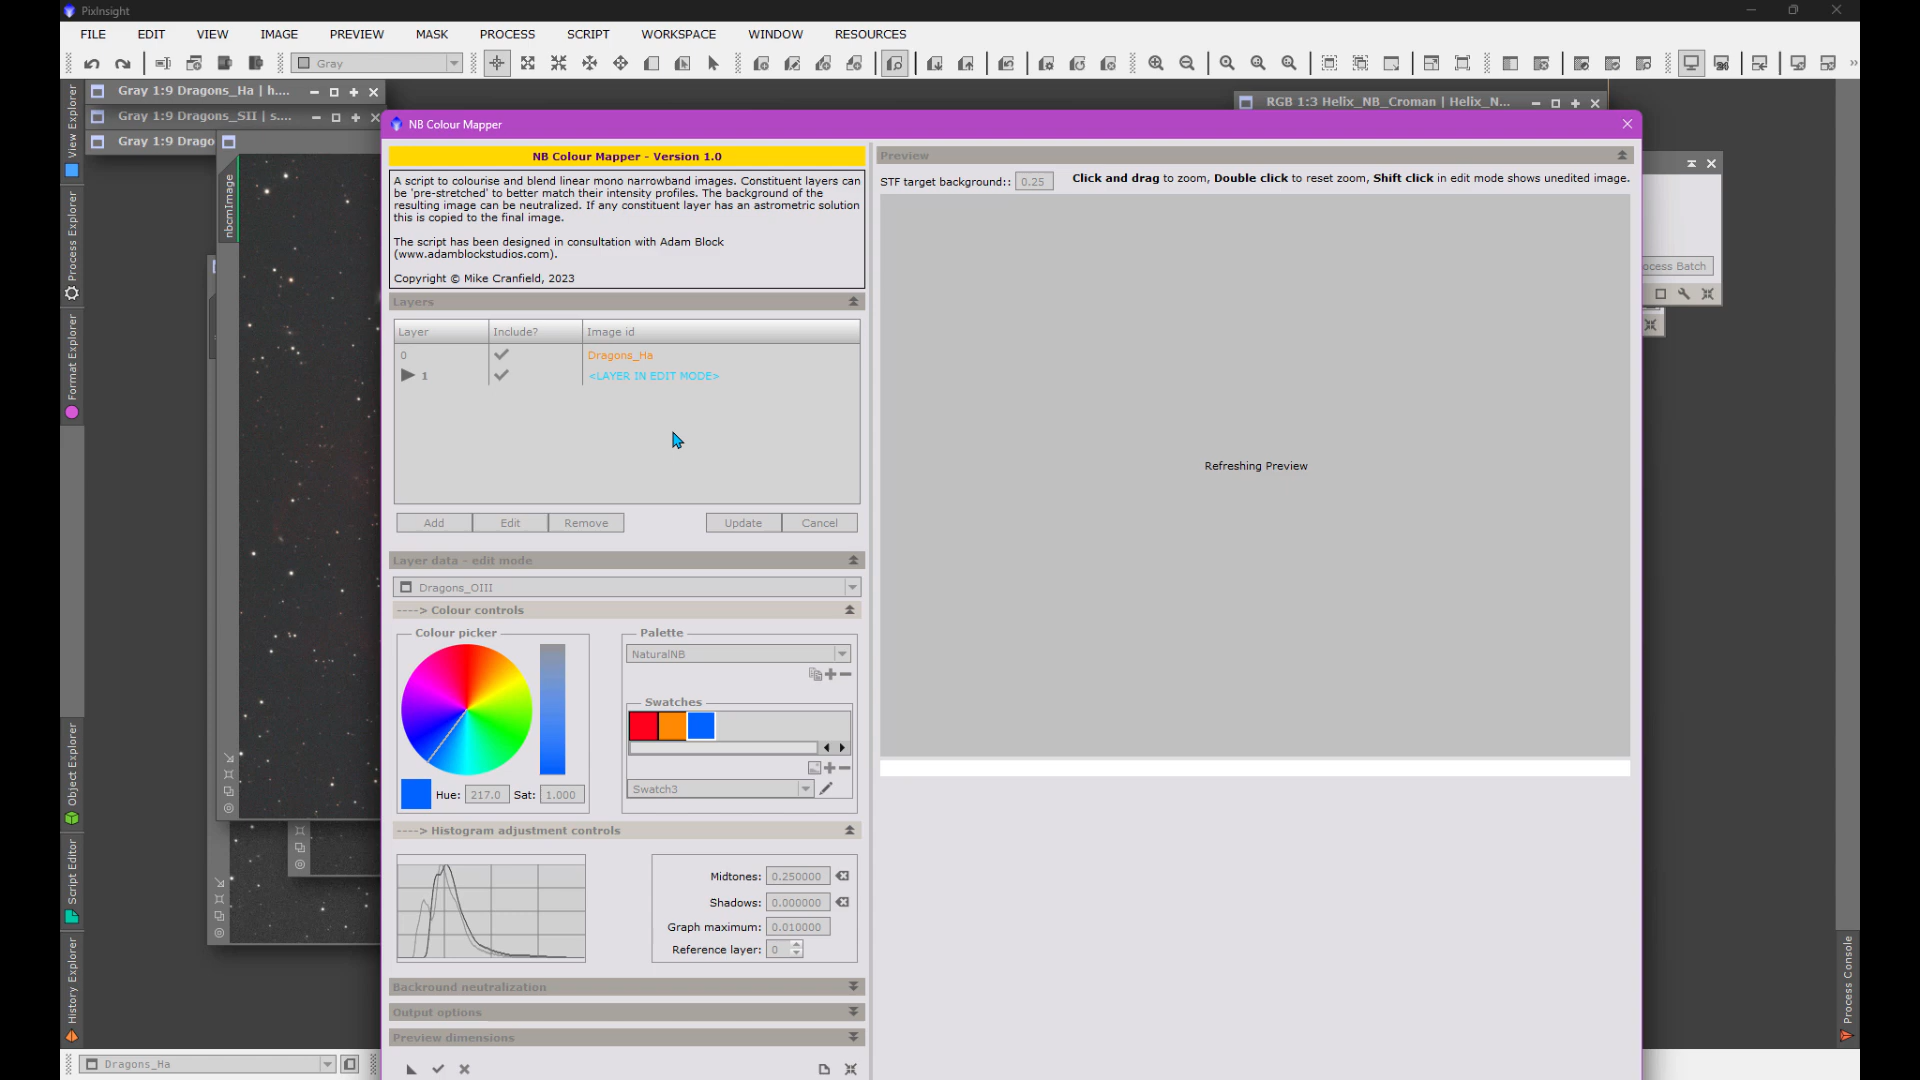 PixInsight
FILE EDIT VIEW IMAGE PREVIEW MASK PROCESS SCRIPT WORKSPACE WINDOW RESOURCES
Gray
Gray 1:9 Dragons_Ha | h....
Gray 1:9 Dragons_SII | s....
Gray 1:9 Drago
RGB 1:3 Helix_NB_Croman | Helix_N...
View Explorer
Process Explorer
Format Explorer
Object Explorer
Script Editor
History Explorer
Process Console
nbcmImage
ocess Batch
NB Colour Mapper
NB Colour Mapper - Version 1.0
A script to colourise and blend linear mono narrowband images. Constituent layers can
be 'pre-stretched' to better match their intensity profiles. The background of the
resulting image can be neutralized. If any constituent layer has an astrometric solution
this is copied to the final image.
The script has been designed in consultation with Adam Block
(www.adamblockstudios.com).
Copyright © Mike Cranfield, 2023
Layers
Layer Include? Image id
0 Dragons_Ha
1 <LAYER IN EDIT MODE>
Add Edit Remove Update Cancel
Layer data - edit mode
Dragons_OIII
----> Colour controls
Colour picker
Hue: 217.0 Sat: 1.000
Palette
NaturalNB
Swatches
Swatch3
----> Histogram adjustment controls
Midtones: 0.250000
Shadows: 0.000000
Graph maximum: 0.010000
Reference layer: 0
Backround neutralization
Output options
Preview dimensions
Preview
STF target background:: 0.25 Click and drag to zoom, Double click to reset zoom, Shift click in edit mode shows unedited image.
Refreshing Preview
Dragons_Ha